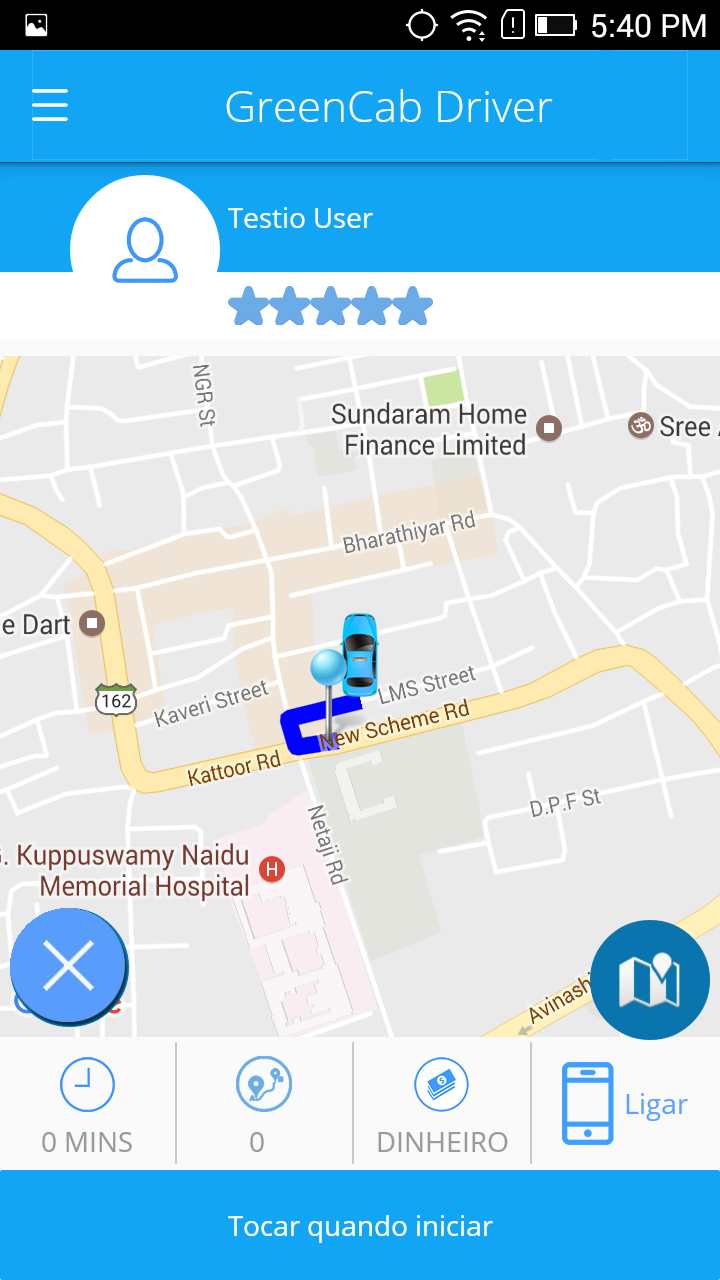 5:40 PM
GreenCab Driver
Testio User
NGR St
Sundaram Home
Finance Limited
Sree
Bharathiyar Rd
e Dart
162
Kaveri Street
LMS Street
New Scheme Rd
Kattoor Rd
D.P.F St
Netaji Rd
. Kuppuswamy Naidu
Memorial Hospital
H
Avinashi
0 MINS
0
DINHEIRO
Ligar
Tocar quando iniciar